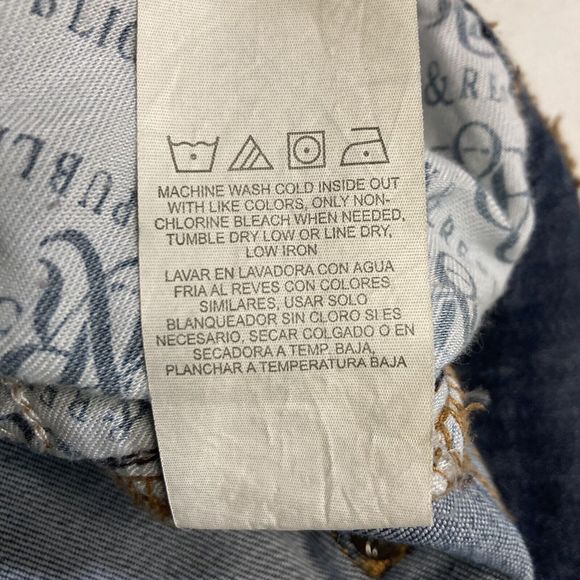 MACHINE WASH COLD INSIDE OUT
WITH LIKE COLORS, ONLY NON-
CHLORINE BLEACH WHEN NEEDED,
TUMBLE DRY LOW OR LINE DRY,
LOW IRON
LAVAR EN LAVADORA CON AGUA
FRIA AL REVES CON COLORES
SIMILARES, USAR SOLO
BLANQUEADOR SIN CLORO SI ES
NECESARIO, SECAR COLGADO O EN
SECADORA A TEMP. BAJA,
PLANCHAR A TEMPERATURA BAJA